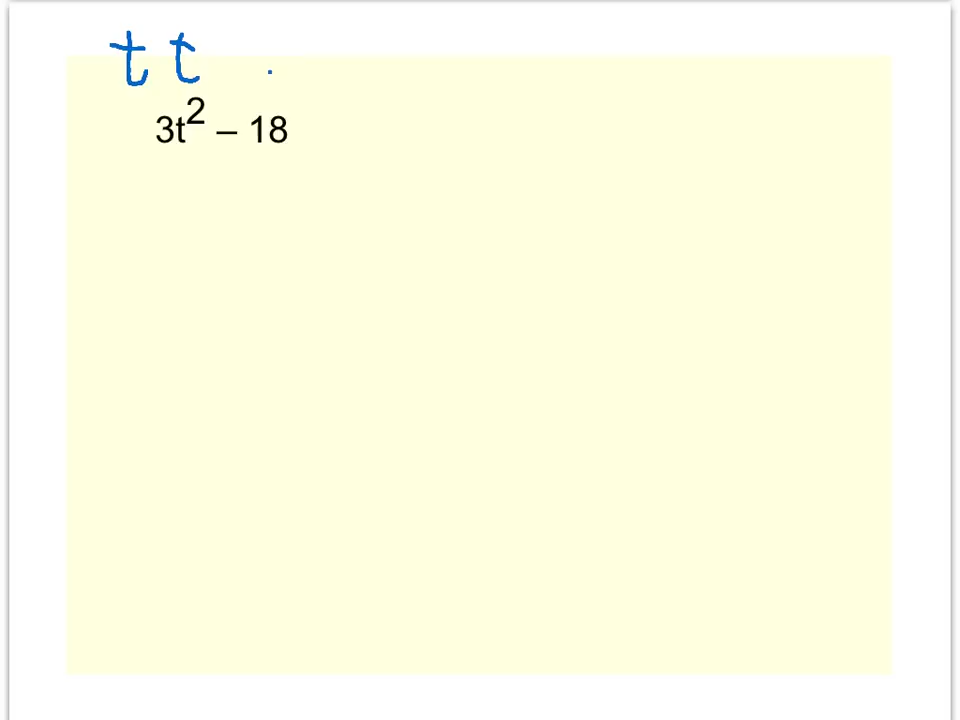 t t .
3t² – 18